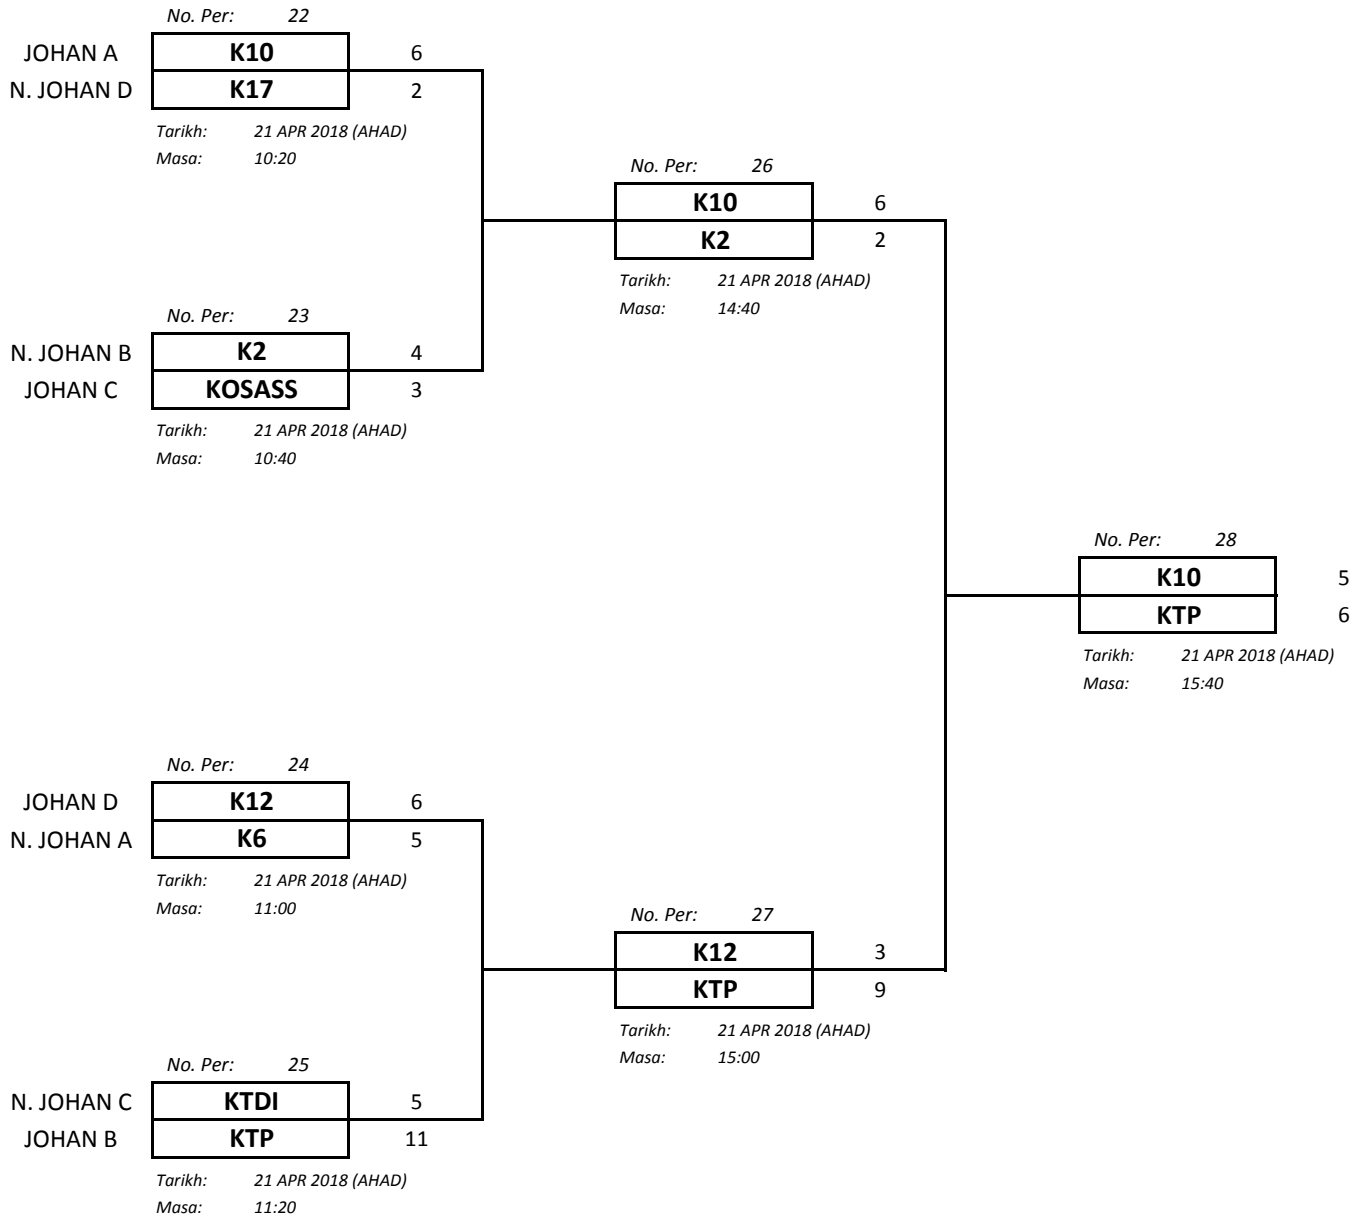 No. Per: 22
JOHAN A K10 6
N. JOHAN D K17 2
Tarikh: 21 APR 2018 (AHAD)
Masa: 10:20
No. Per: 26
K10 6
K2 2
Tarikh: 21 APR 2018 (AHAD)
Masa: 14:40
No. Per: 23
N. JOHAN B K2 4
JOHAN C KOSASS 3
Tarikh: 21 APR 2018 (AHAD)
Masa: 10:40
No. Per: 28
K10 5
KTP 6
Tarikh: 21 APR 2018 (AHAD)
Masa: 15:40
No. Per: 24
JOHAN D K12 6
N. JOHAN A K6 5
Tarikh: 21 APR 2018 (AHAD)
Masa: 11:00
No. Per: 27
K12 3
KTP 9
Tarikh: 21 APR 2018 (AHAD)
Masa: 15:00
No. Per: 25
N. JOHAN C KTDI 5
JOHAN B KTP 11
Tarikh: 21 APR 2018 (AHAD)
Masa: 11:20